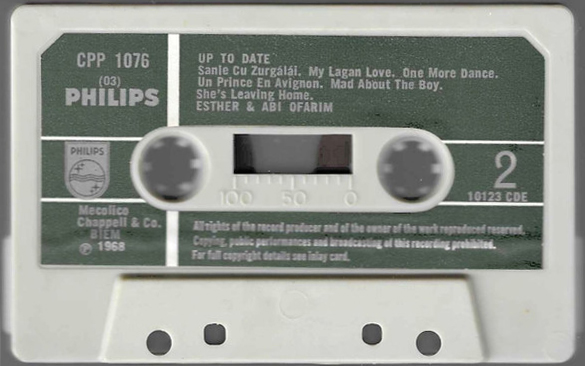 CPP 1076
(03)
PHILIPS
UP TO DATE
Sanie Cu Zurgălăi. My Lagan Love. One More Dance.
Un Prince En Avignon. Mad About The Boy.
She's Leaving Home.
ESTHER & ABI OFARIM
PHILIPS
100 50 0
2
1G123 CDE
Mecolico
Chappell & Co.
BIEM
℗ 1968
All rights of the record producer and of the owner of the work reproduced reserved.
Copying, public performances and broadcasting of this recording prohibited.
For full copyright details see inlay card.